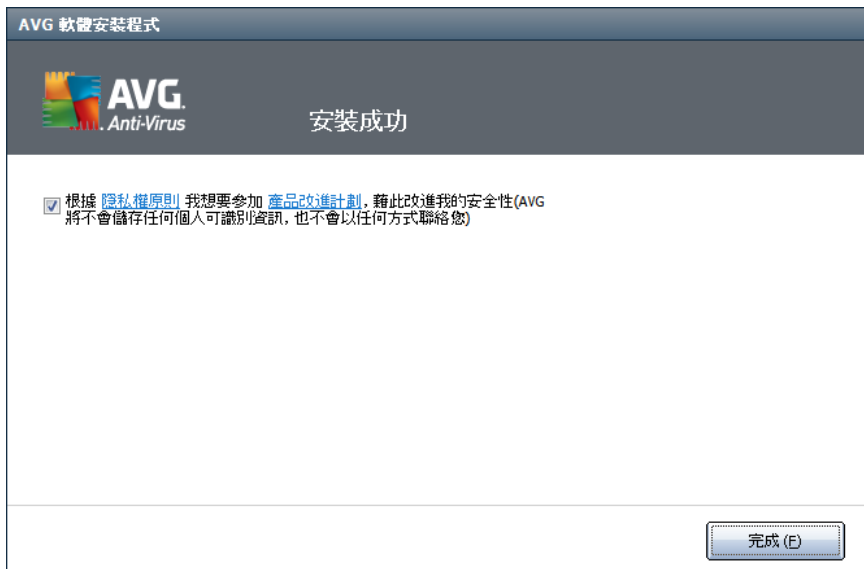 AVG 軟體安裝程式
AVG.
Anti-Virus
安裝成功
根據 隱私權原則 我想要參加 產品改進計劃, 藉此改進我的安全性(AVG
將不會儲存任何個人可識別資訊, 也不會以任何方式聯絡您)
完成(F)